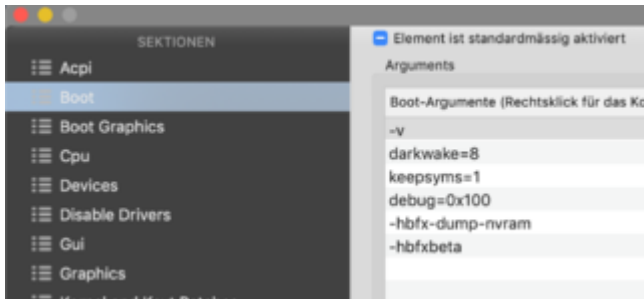 SEKTIONEN
Acpi
Boot
Boot Graphics
Cpu
Devices
Disable Drivers
Gui
Graphics
Element ist standardmässig aktiviert
Arguments
Boot-Argumente (Rechtsklick für das
-v
darkwake=8
keepsyms=1
debug=0x100
-hbfx-dump-nvram
-hbfxbeta